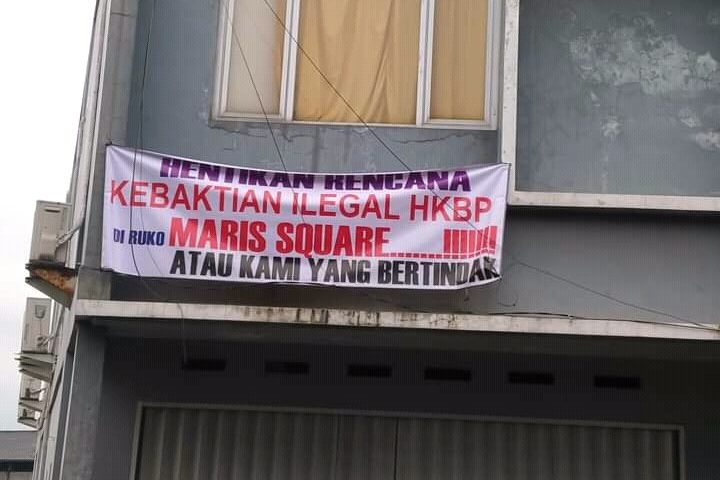 HENTIKAN RENCANA
KEBAKTIAN ILEGAL HKBP
DI RUKO MARIS SQUARE......!!!!!!!
ATAU KAMI YANG BERTINDAK